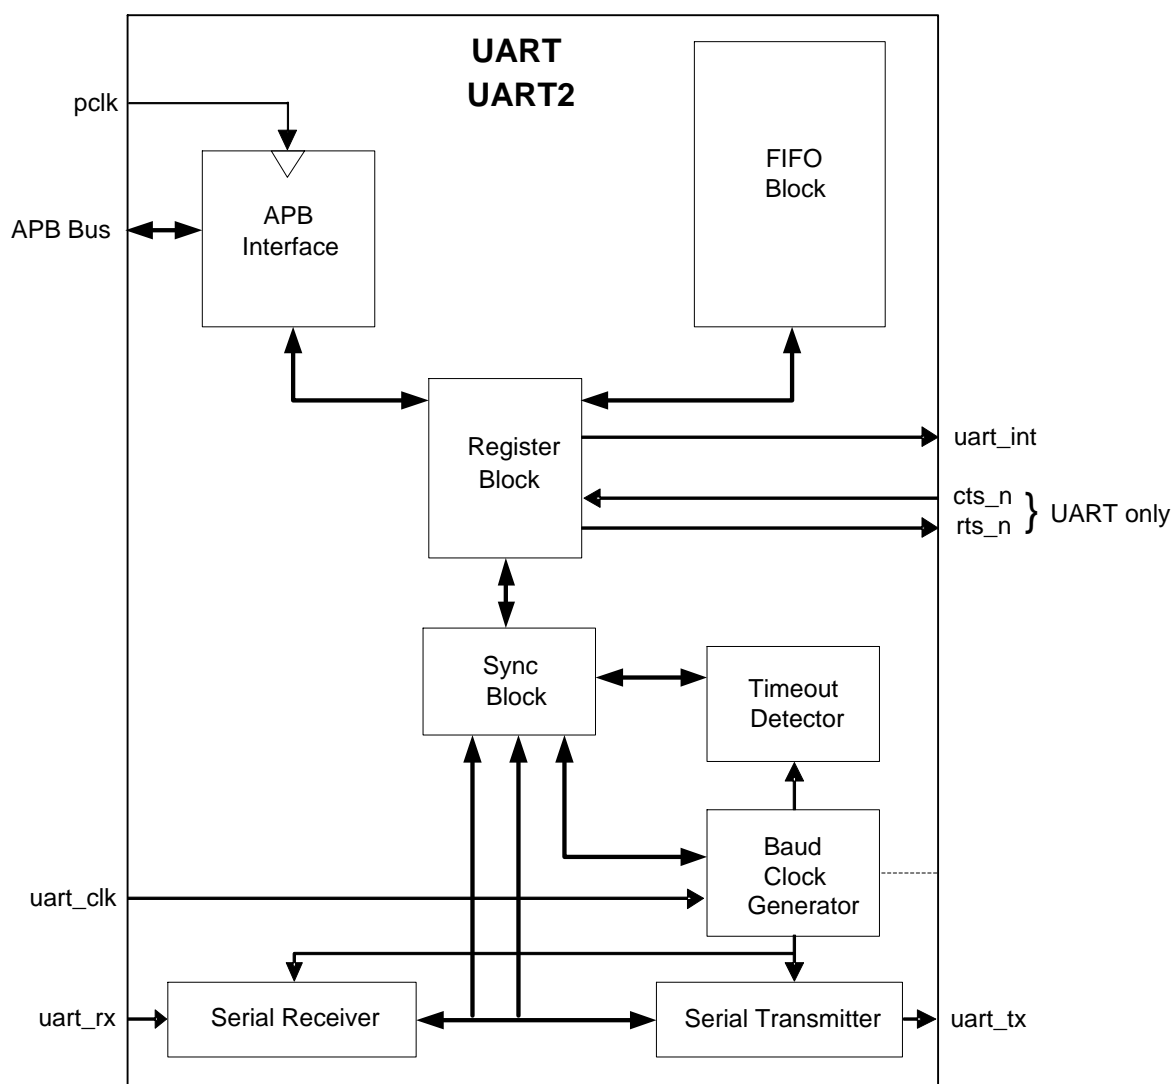 UART
UART2
pclk
FIFO
Block
APB Bus
APB
Interface
Register
Block
uart_int
cts_n
rts_n
} UART only
Sync
Block
Timeout
Detector
Baud
Clock
Generator
uart_clk
uart_rx
Serial Receiver
Serial Transmitter
uart_tx